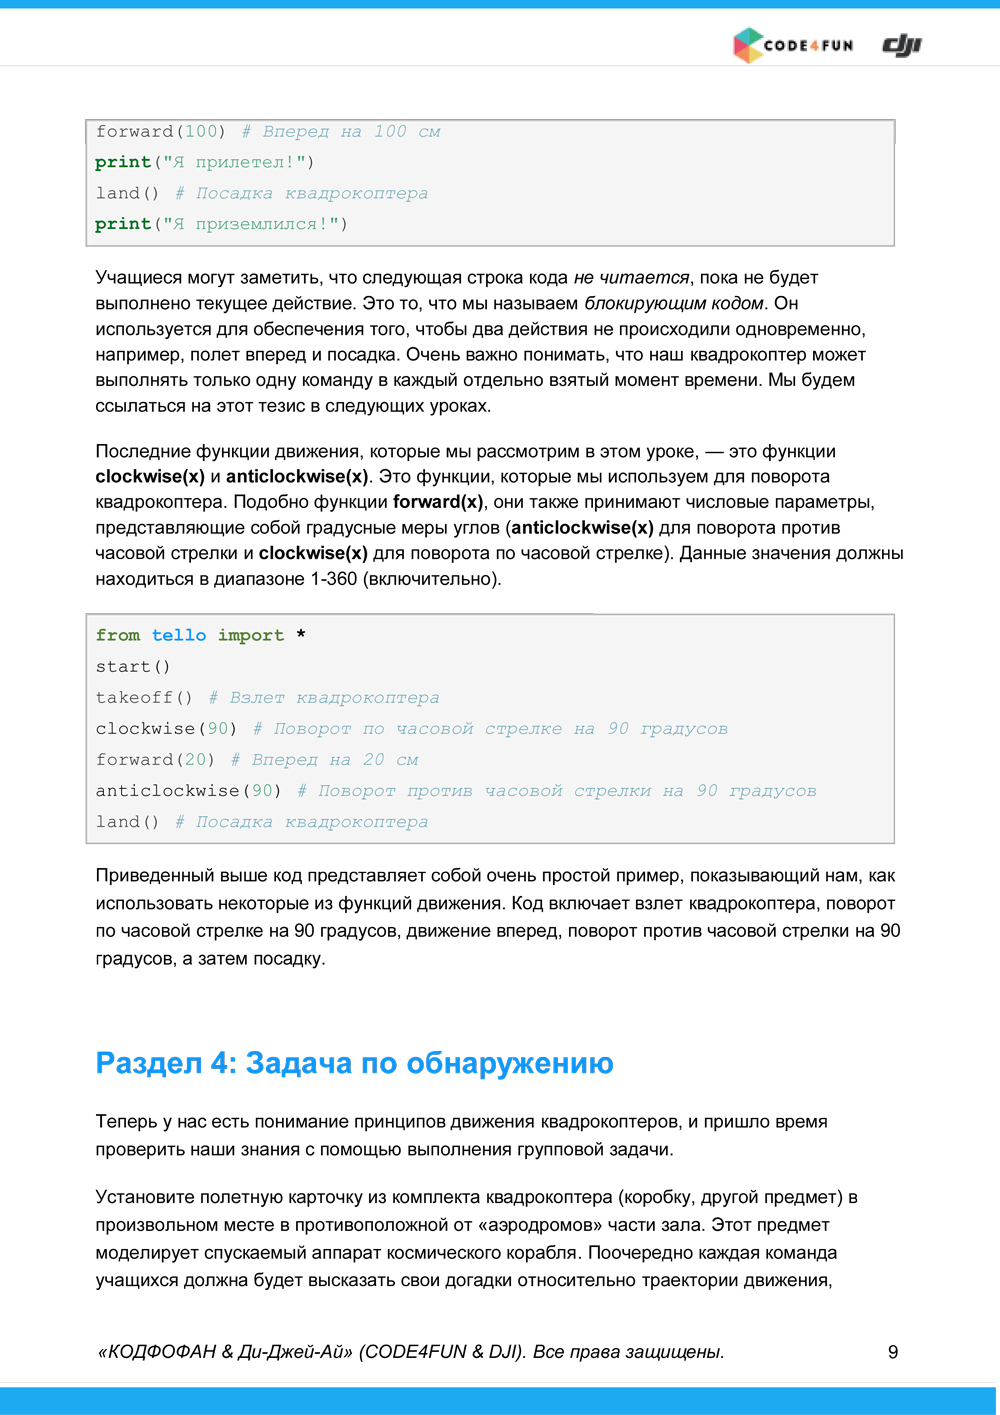 CODE4FUN dji
forward(100) # Вперед на 100 см
print("Я прилетел!")
land() # Посадка квадрокоптера
print("Я приземлился!")
Учащиеся могут заметить, что следующая строка кода не читается, пока не будет
выполнено текущее действие. Это то, что мы называем блокирующим кодом. Он
используется для обеспечения того, чтобы два действия не происходили одновременно,
например, полет вперед и посадка. Очень важно понимать, что наш квадрокоптер может
выполнять только одну команду в каждый отдельно взятый момент времени. Мы будем
ссылаться на этот тезис в следующих уроках.
Последние функции движения, которые мы рассмотрим в этом уроке, — это функции
clockwise(x) и anticlockwise(x). Это функции, которые мы используем для поворота
квадрокоптера. Подобно функции forward(x), они также принимают числовые параметры,
представляющие собой градусные меры углов (anticlockwise(x) для поворота против
часовой стрелки и clockwise(x) для поворота по часовой стрелке). Данные значения должны
находиться в диапазоне 1-360 (включительно).
from tello import *
start()
takeoff() # Взлет квадрокоптера
clockwise(90) # Поворот по часовой стрелке на 90 градусов
forward(20) # Вперед на 20 см
anticlockwise(90) # Поворот против часовой стрелки на 90 градусов
land() # Посадка квадрокоптера
Приведенный выше код представляет собой очень простой пример, показывающий нам, как
использовать некоторые из функций движения. Код включает взлет квадрокоптера, поворот
по часовой стрелке на 90 градусов, движение вперед, поворот против часовой стрелки на 90
градусов, а затем посадку.
Раздел 4: Задача по обнаружению
Теперь у нас есть понимание принципов движения квадрокоптеров, и пришло время
проверить наши знания с помощью выполнения групповой задачи.
Установите полетную карточку из комплекта квадрокоптера (коробку, другой предмет) в
произвольном месте в противоположной от «аэродромов» части зала. Этот предмет
моделирует спускаемый аппарат космического корабля. Поочередно каждая команда
учащихся должна будет высказать свои догадки относительно траектории движения,
«КОДФОФАН & Ди-Джей-Ай» (CODE4FUN & DJI). Все права защищены. 9